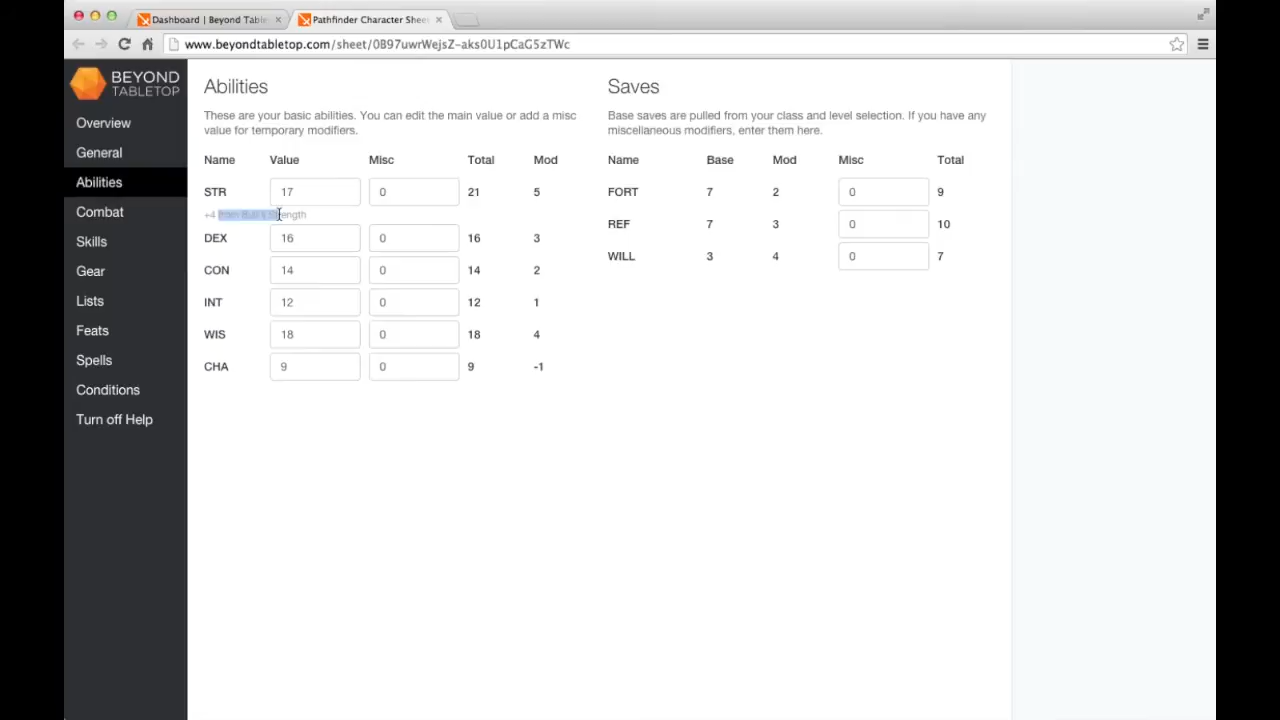 Dashboard | Beyond Table
Pathfinder Character Shee
www.beyondtabletop.com/sheet/0B97uwrWejsZ-aks0U1pCaG5zTWc
BEYOND
TABLETOP
Overview
General
Abilities
Combat
Skills
Gear
Lists
Feats
Spells
Conditions
Turn off Help
Abilities
These are your basic abilities. You can edit the main value or add a misc
value for temporary modifiers.
Name Value Misc Total Mod
STR 17 0 21 5
+4 from Bull's Strength
DEX 16 0 16 3
CON 14 0 14 2
INT 12 0 12 1
WIS 18 0 18 4
CHA 9 0 9 -1
Saves
Base saves are pulled from your class and level selection. If you have any
miscellaneous modifiers, enter them here.
Name Base Mod Misc Total
FORT 7 2 0 9
REF 7 3 0 10
WILL 3 4 0 7